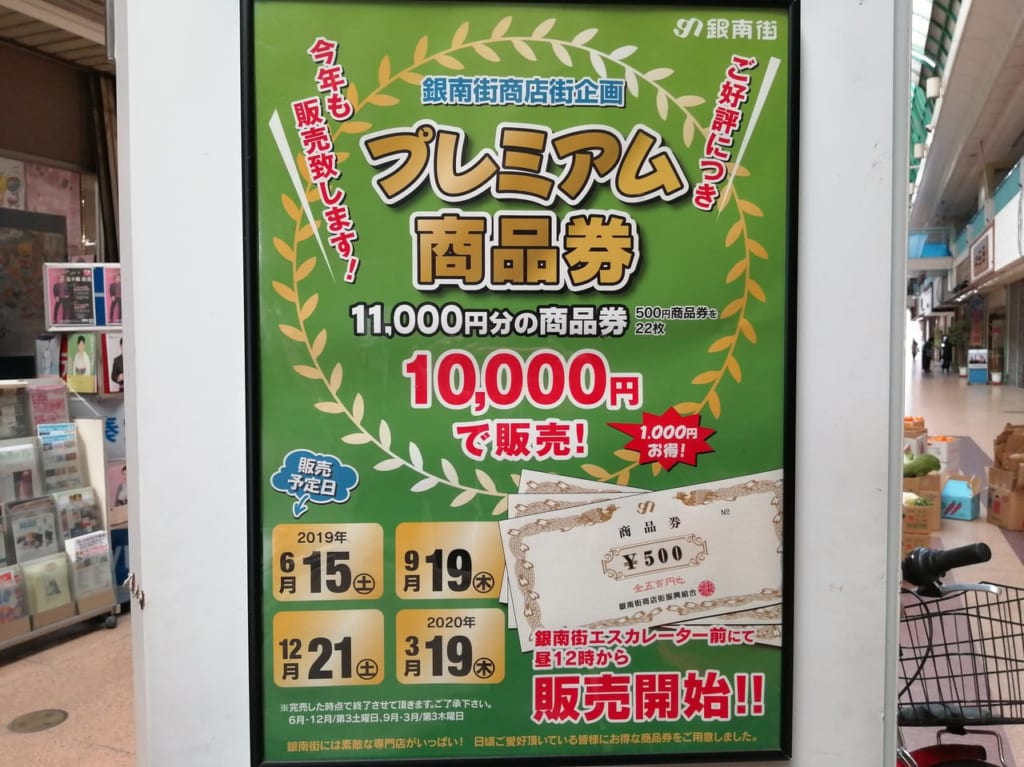 銀南街
ご好評につき
今年も
販売致します！
銀南街商店街企画
プレミアム
商品券
11,000円分の商品券
500円商品券を
22枚
10,000円
で販売！
1.000円
お得！
販売
予定日
2019年
6月15土
9月19木
12月21土
2020年
3月19木
商品券
No
¥500
金五百円也
銀南街商店街振興組合
銀南街エスカレーター前にて
昼12時から
販売開始!!
※完売した時点で終了させて頂きます。ご了承下さい。
6月・12月/第3土曜日、9月・3月/第3木曜日
銀南街には素敵な専門店がいっぱい！ 日頃ご愛好頂いている皆様にお得な商品券をご用意しました。